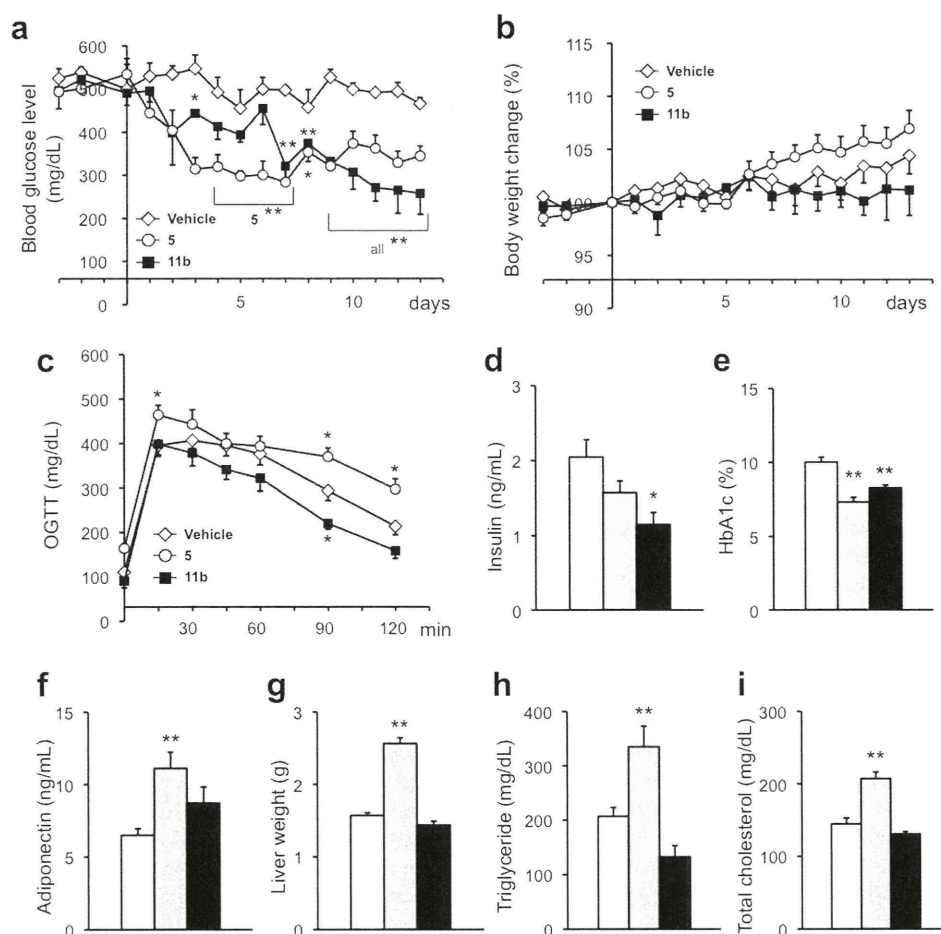 a
Blood glucose level
(mg/dL)
600
500
400
300
200
100
0
*
**
**
*
5 **
all **
Vehicle
5
11b
5
10
days
b
Body weight change (%)
115
110
105
100
95
90
Vehicle
5
11b
5
10
days
c
OGTT (mg/dL)
600
500
400
300
200
100
0
*
*
*
*
Vehicle
5
11b
30
60
90
120
min
d
Insulin (ng/mL)
3
2
1
0
*
e
HbA1c (%)
15
10
5
0
**
**
f
Adiponectin (ng/mL)
15
10
5
0
**
g
Liver weight (g)
3
2
1
0
**
h
Triglyceride (mg/dL)
400
300
200
100
0
**
i
Total cholesterol (mg/dL)
300
200
100
0
**